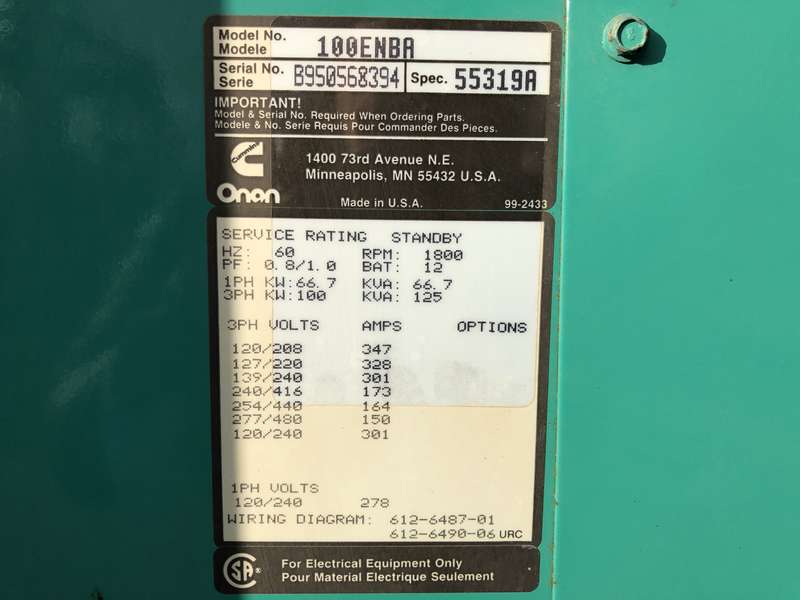 Model No. 100ENBA
Modele
Serial No. B950568394 Spec. 55319A
Serie
IMPORTANT!
Model & Serial No. Required When Ordering Parts.
Modele & No. Serie Requis Pour Commander Des Pieces.
Cummins
Onan
1400 73rd Avenue N.E.
Minneapolis, MN 55432 U.S.A.
Made in U.S.A. 99-2433
SERVICE RATING STANDBY
HZ: 60 RPM: 1800
PF: 0.8/1.0 BAT: 12
1PH KW:66.7 KVA: 66.7
3PH KW:100 KVA: 125
3PH VOLTS AMPS OPTIONS
120/208 347
127/220 328
139/240 301
240/416 173
254/440 164
277/480 150
120/240 301
1PH VOLTS
120/240 278
WIRING DIAGRAM: 612-6487-01
612-6490-06 URC
SA ®
For Electrical Equipment Only
Pour Material Electrique Seulement